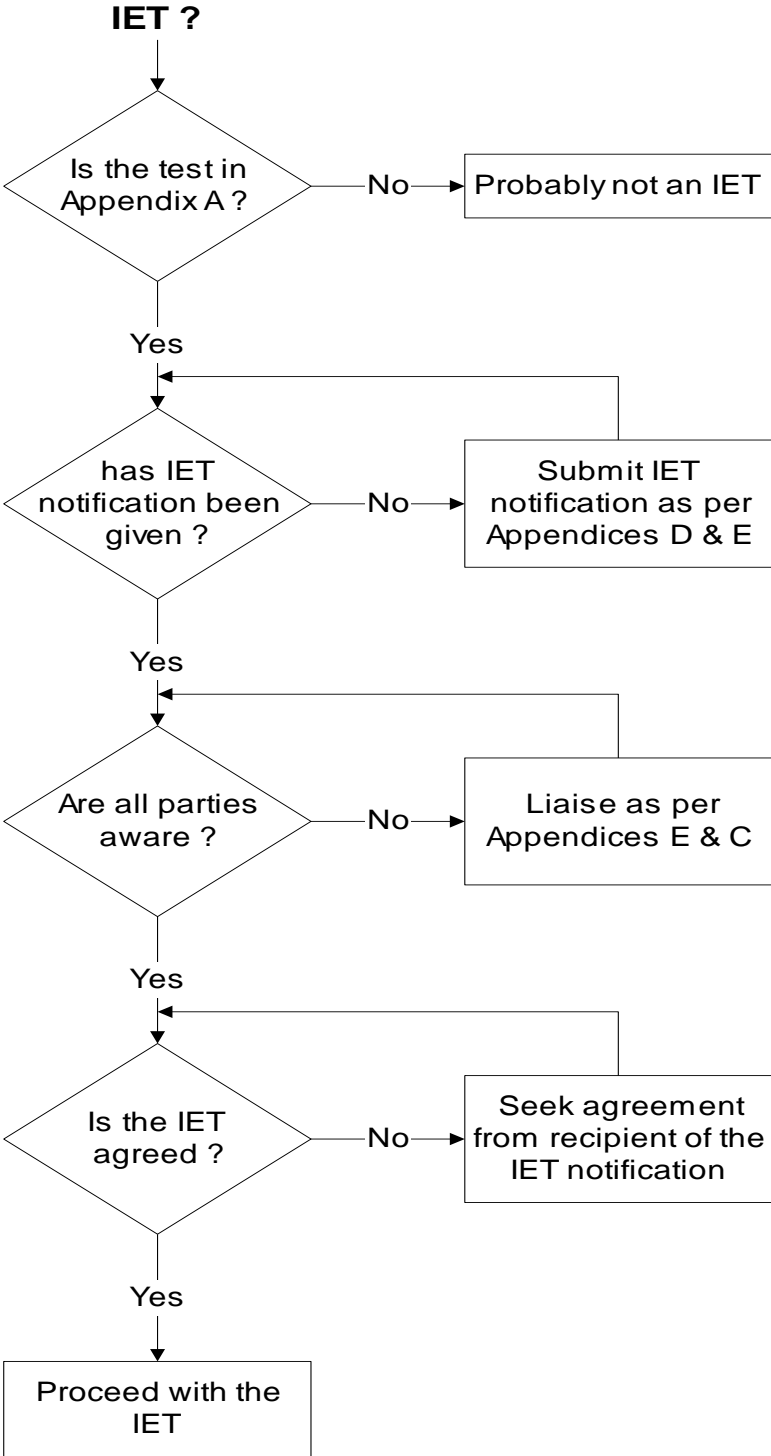 IET ?
Is the test in
Appendix A ?
No
Probably not an IET
Yes
has IET
notification been
given ?
No
Submit IET
notification as per
Appendices D & E
Yes
Are all parties
aware ?
No
Liaise as per
Appendices E & C
Yes
Is the IET
agreed ?
No
Seek agreement
from recipient of the
IET notification
Yes
Proceed with the
IET